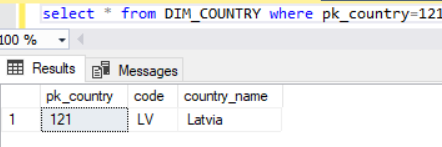 select * from DIM_COUNTRY where pk_country=121
100 %
Results Messages
pk_country code country_name
1 121 LV Latvia